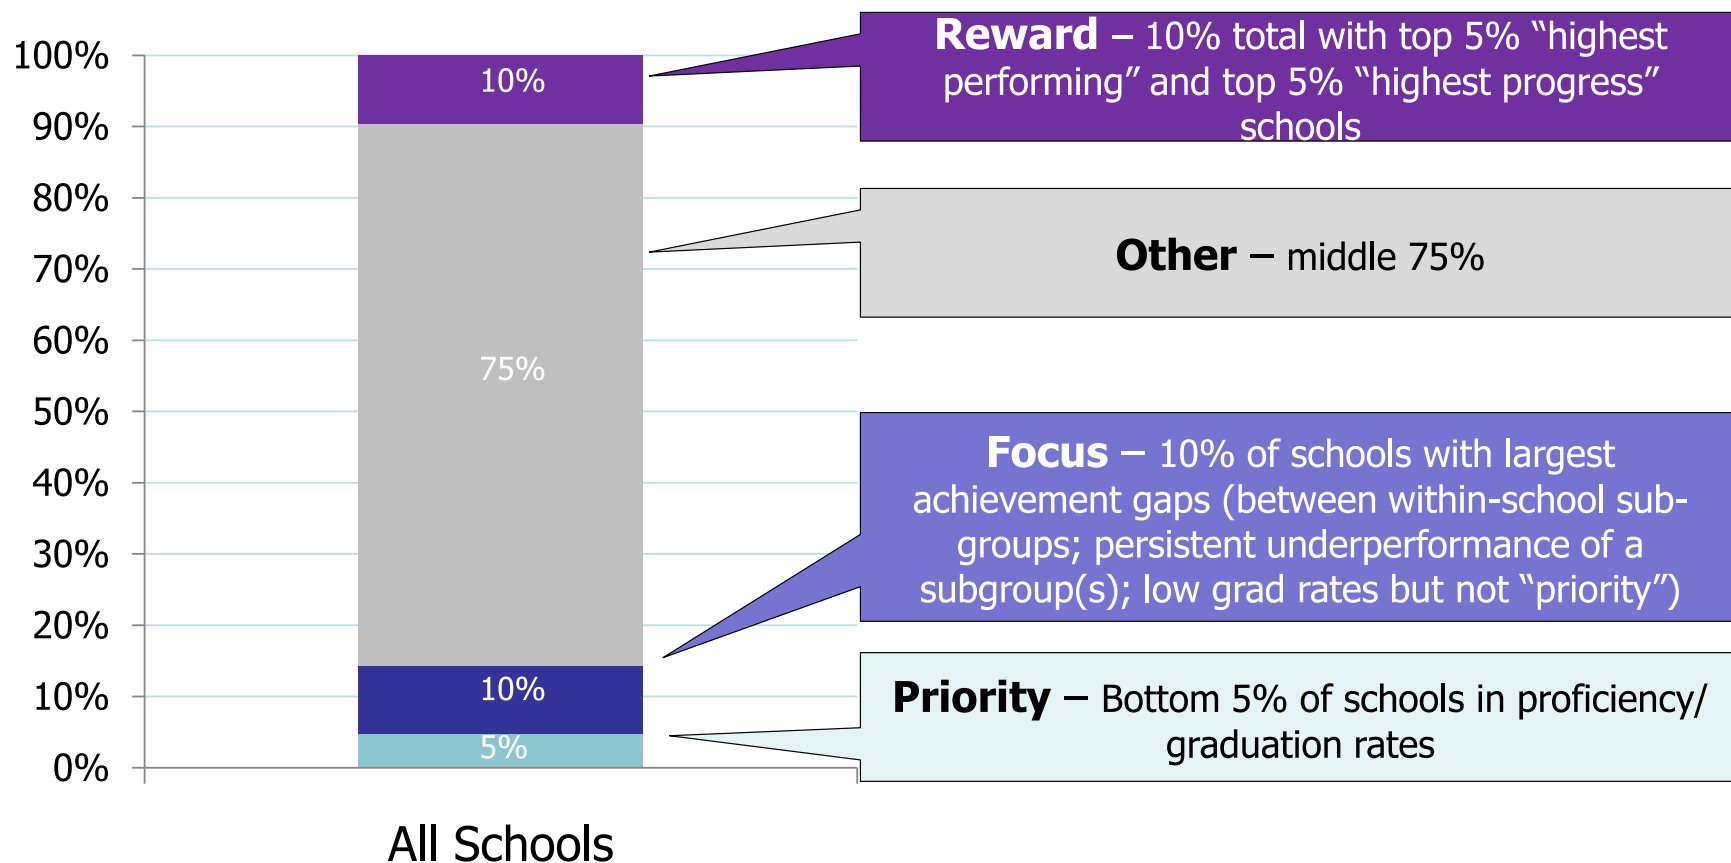 100%
90%
80%
70%
60%
50%
40%
30%
20%
10%
0%
10%
75%
10%
5%
All Schools
Reward – 10% total with top 5% “highest
performing” and top 5% “highest progress”
schools
Other – middle 75%
Focus – 10% of schools with largest
achievement gaps (between within-school sub-
groups; persistent underperformance of a
subgroup(s); low grad rates but not “priority”)
Priority – Bottom 5% of schools in proficiency/
graduation rates